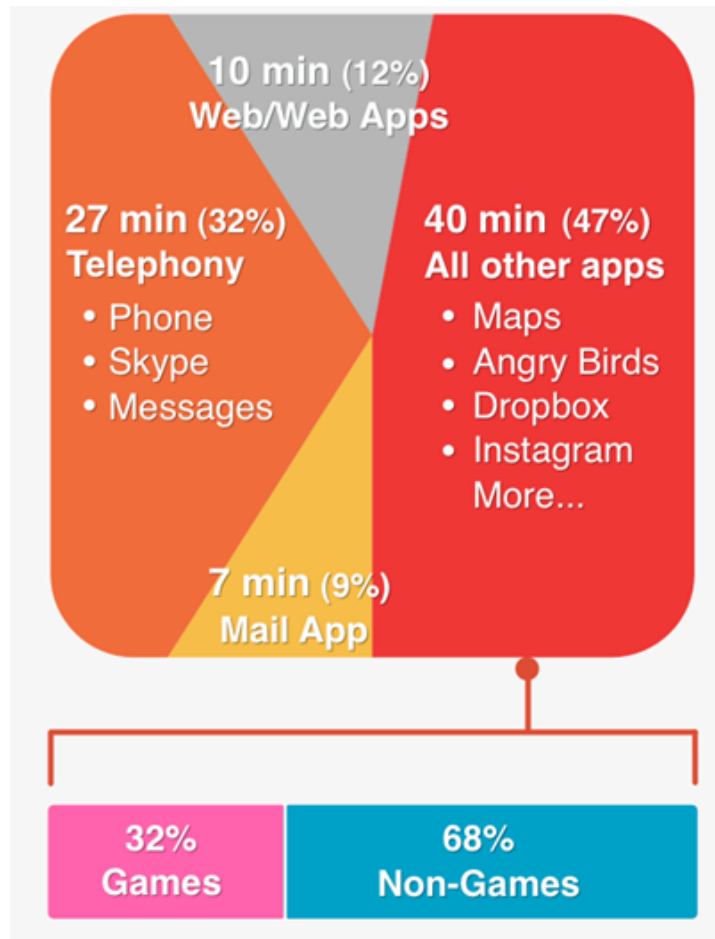 10 min (12%)
Web/Web Apps
27 min (32%)
Telephony
• Phone
• Skype
• Messages
40 min (47%)
All other apps
• Maps
• Angry Birds
• Dropbox
• Instagram
More...
7 min (9%)
Mail App
32%
Games
68%
Non-Games